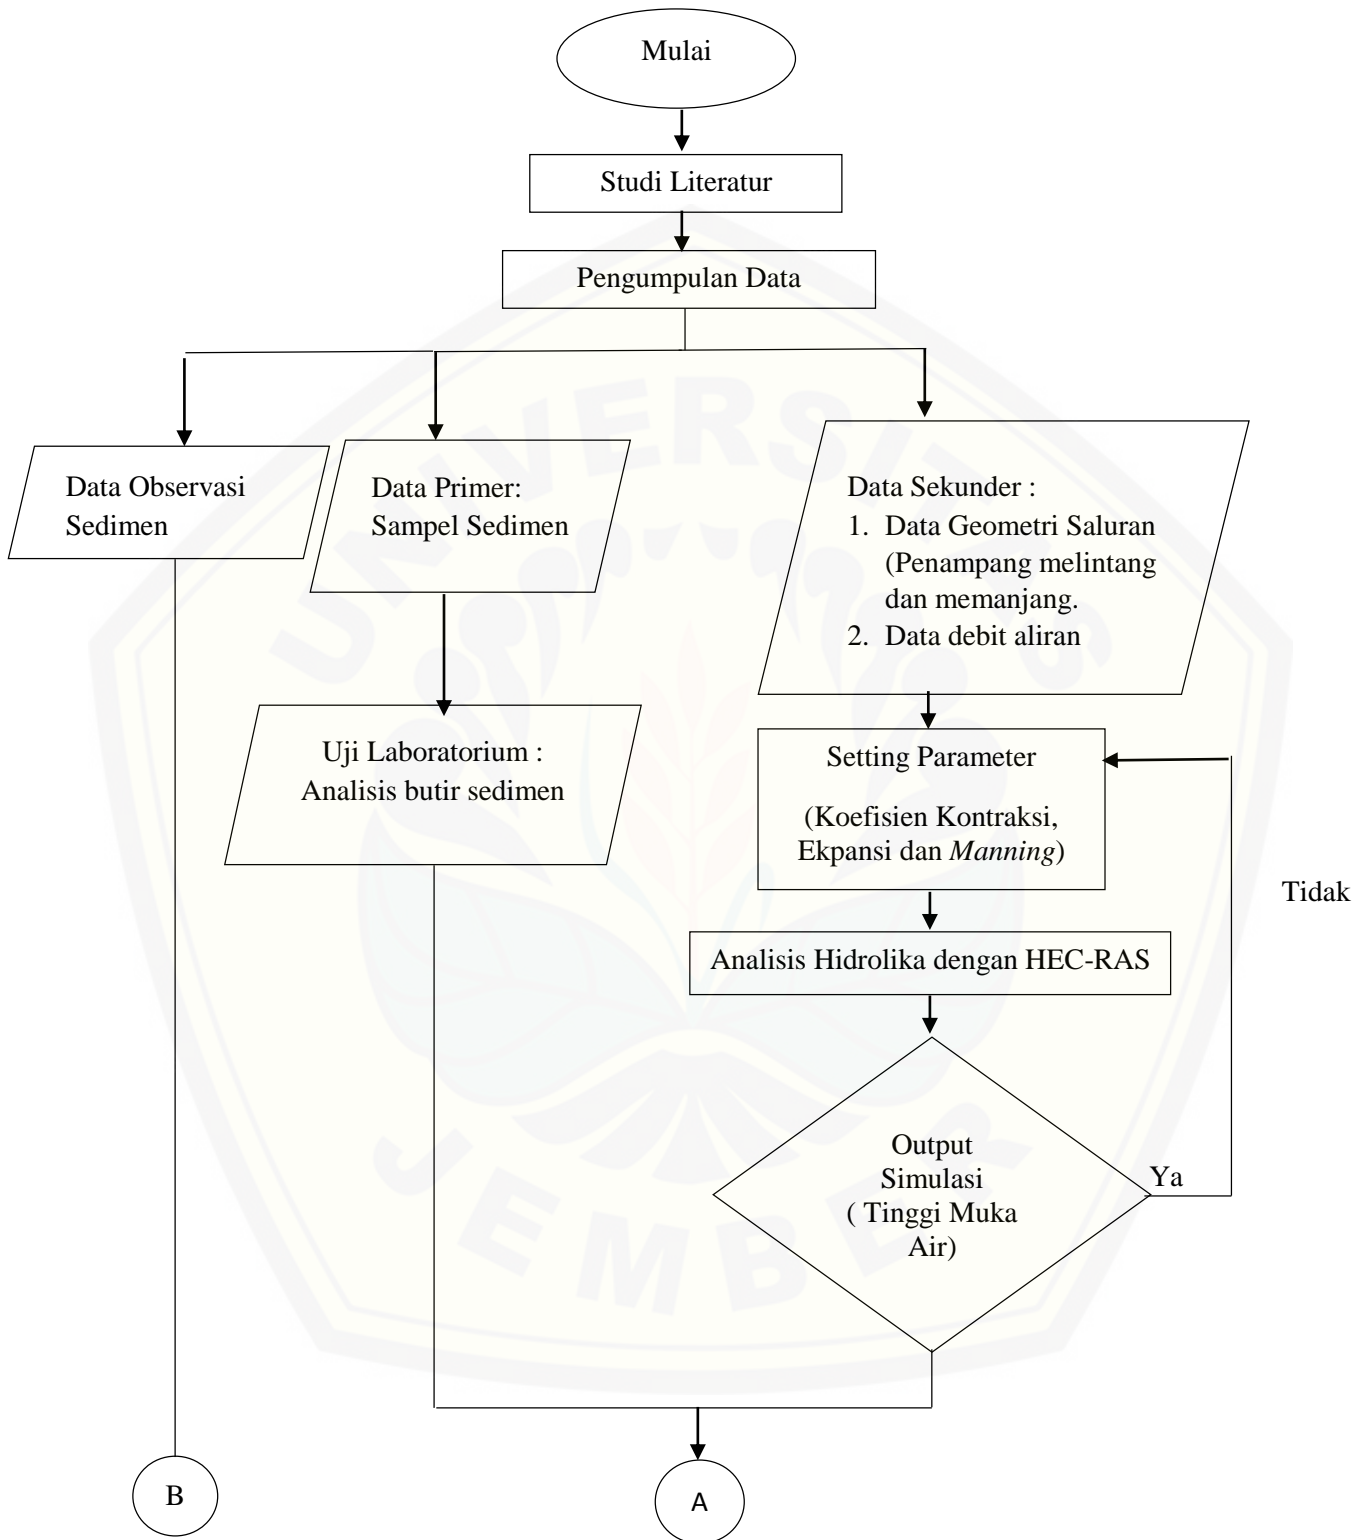 Mulai
Studi Literatur
Pengumpulan Data
Data Observasi
Sedimen
Data Primer:
Sampel Sedimen
Data Sekunder :
1. Data Geometri Saluran
(Penampang melintang
dan memanjang.
2. Data debit aliran
Uji Laboratorium :
Analisis butir sedimen
Setting Parameter
(Koefisien Kontraksi,
Ekpansi dan Manning)
Tidak
Analisis Hidrolika dengan HEC-RAS
Output
Simulasi
( Tinggi Muka
Air)
Ya
B
A
UNIVERSITAS
JEMBER